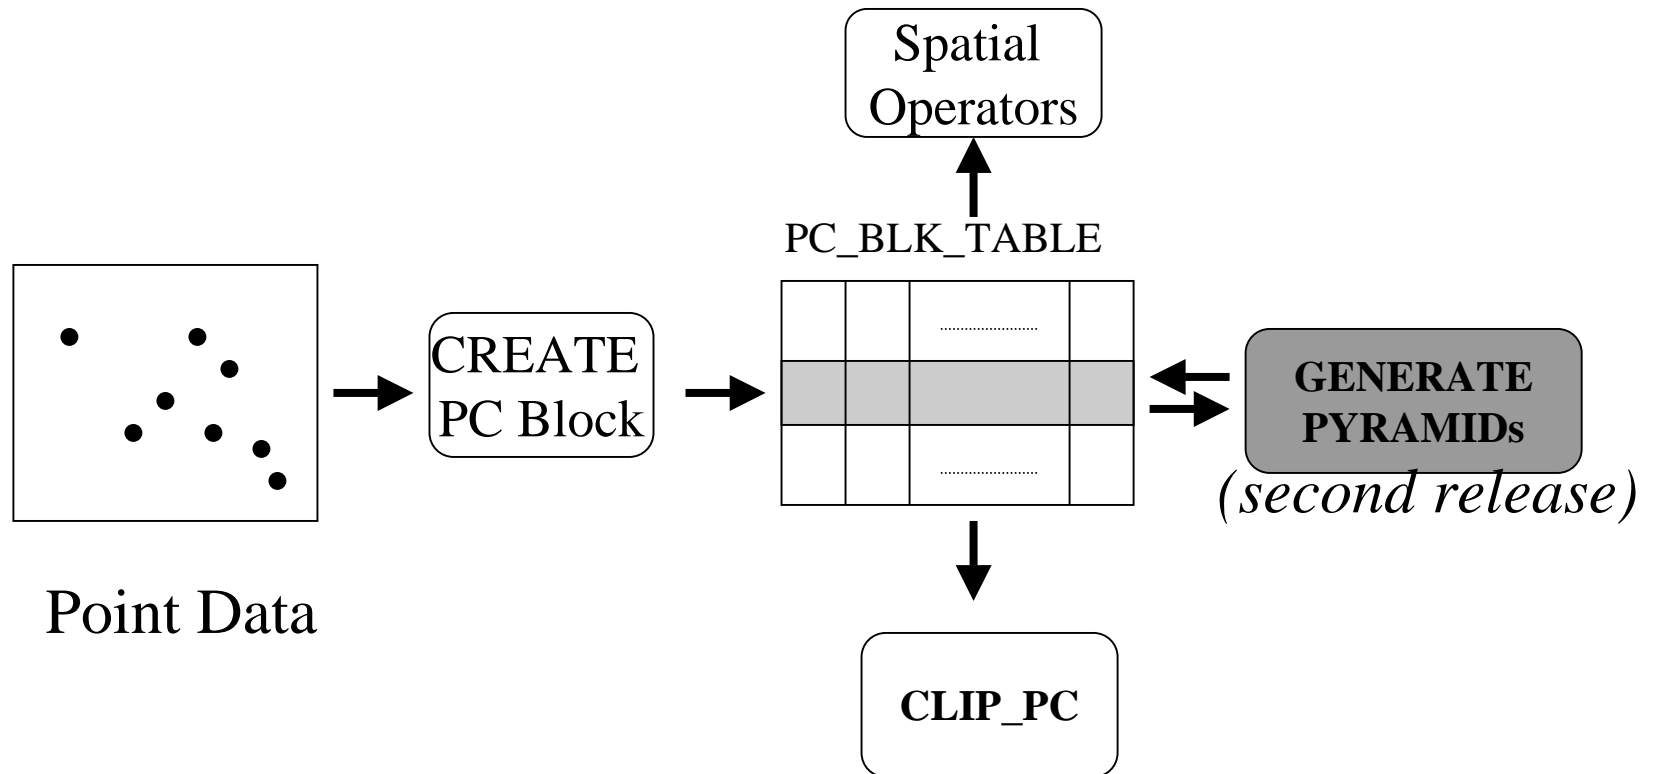 Spatial
Operators
PC_BLK_TABLE
CREATE
PC Block
GENERATE
PYRAMIDs
(second release)
Point Data
CLIP_PC